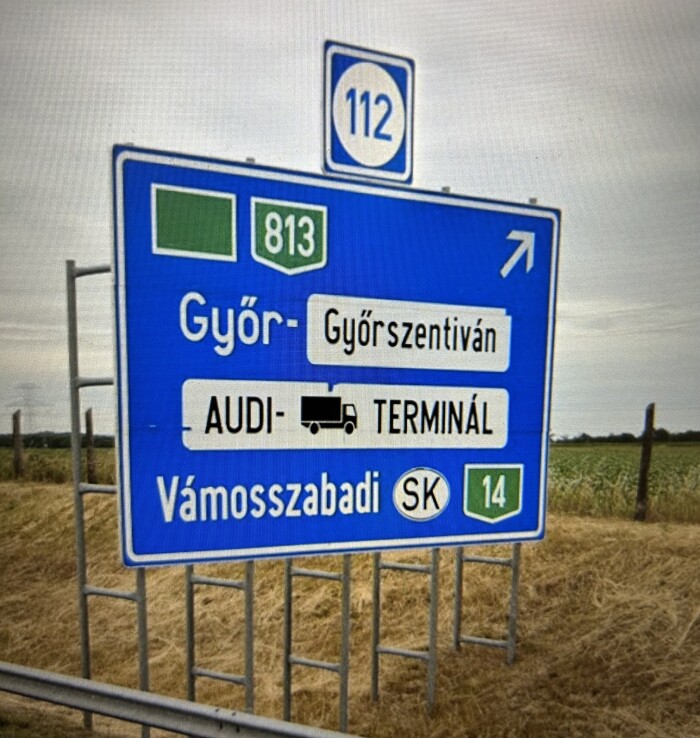 112
813
Győr- Győrszentiván
AUDI- TERMINÁL
Vámosszabadi SK 14